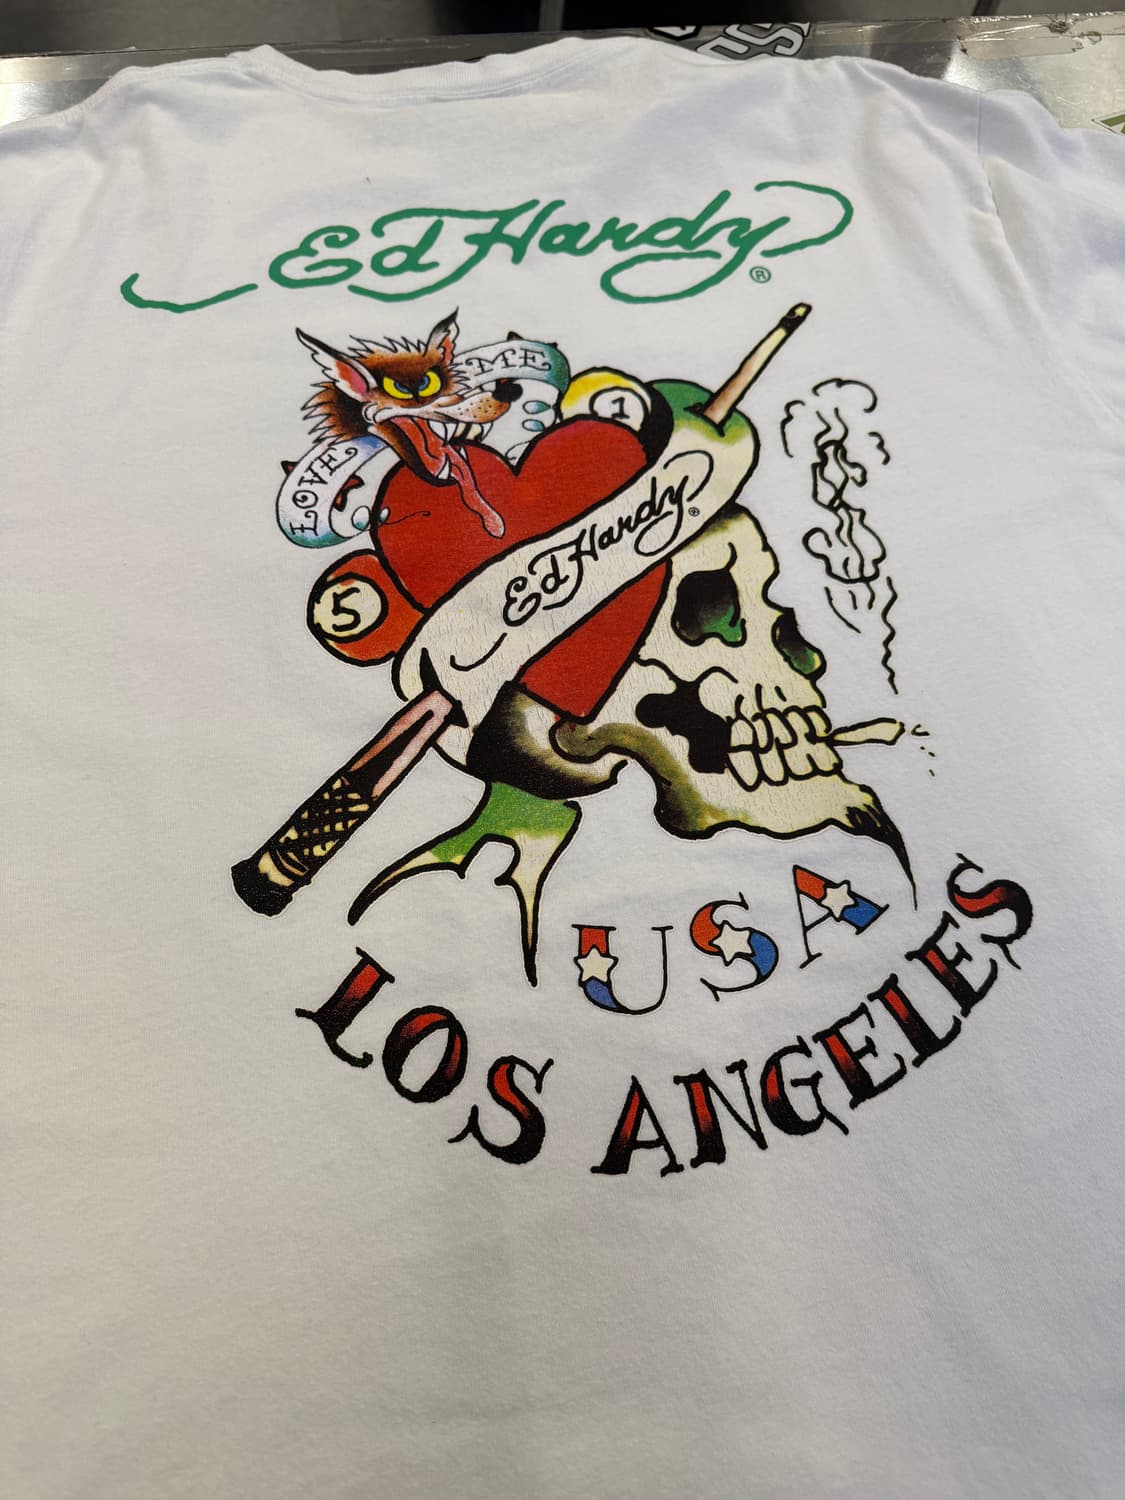 Ed Hardy ®
LOVE ME
1
Ed Hardy ®
5
USA
LOS ANGELES